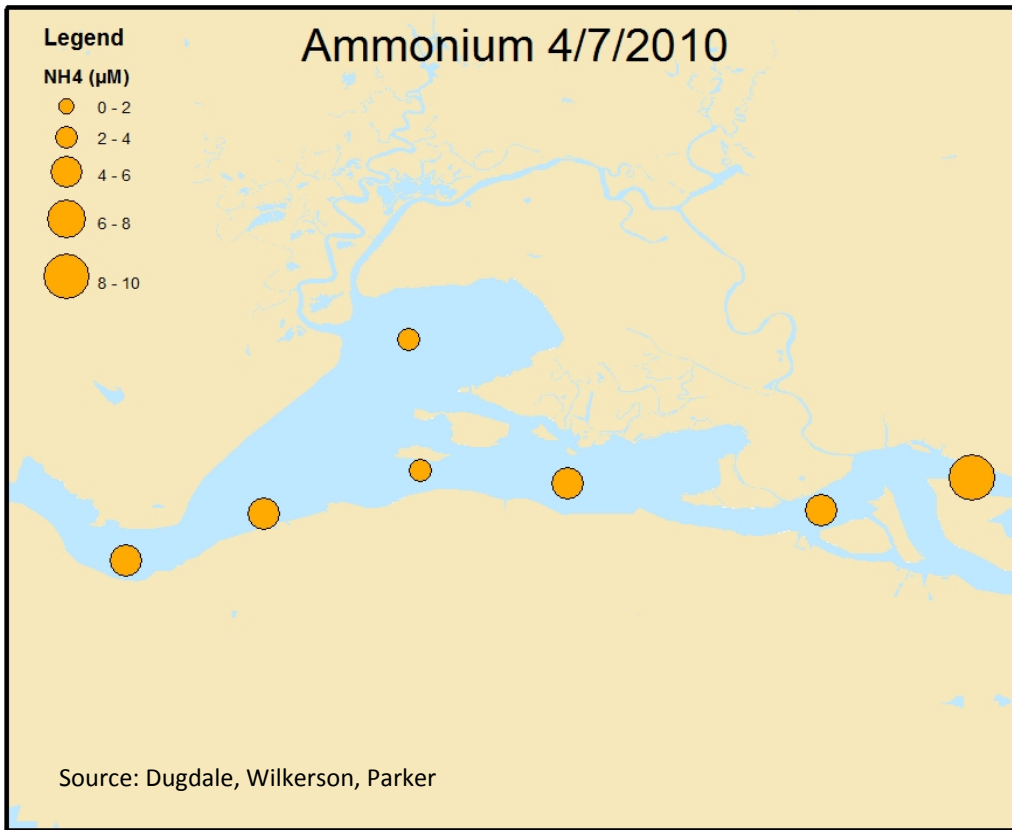 Legend
Ammonium 4/7/2010
NH4 (µM)
0 - 2
2 - 4
4 - 6
6 - 8
8 - 10
Source: Dugdale, Wilkerson, Parker